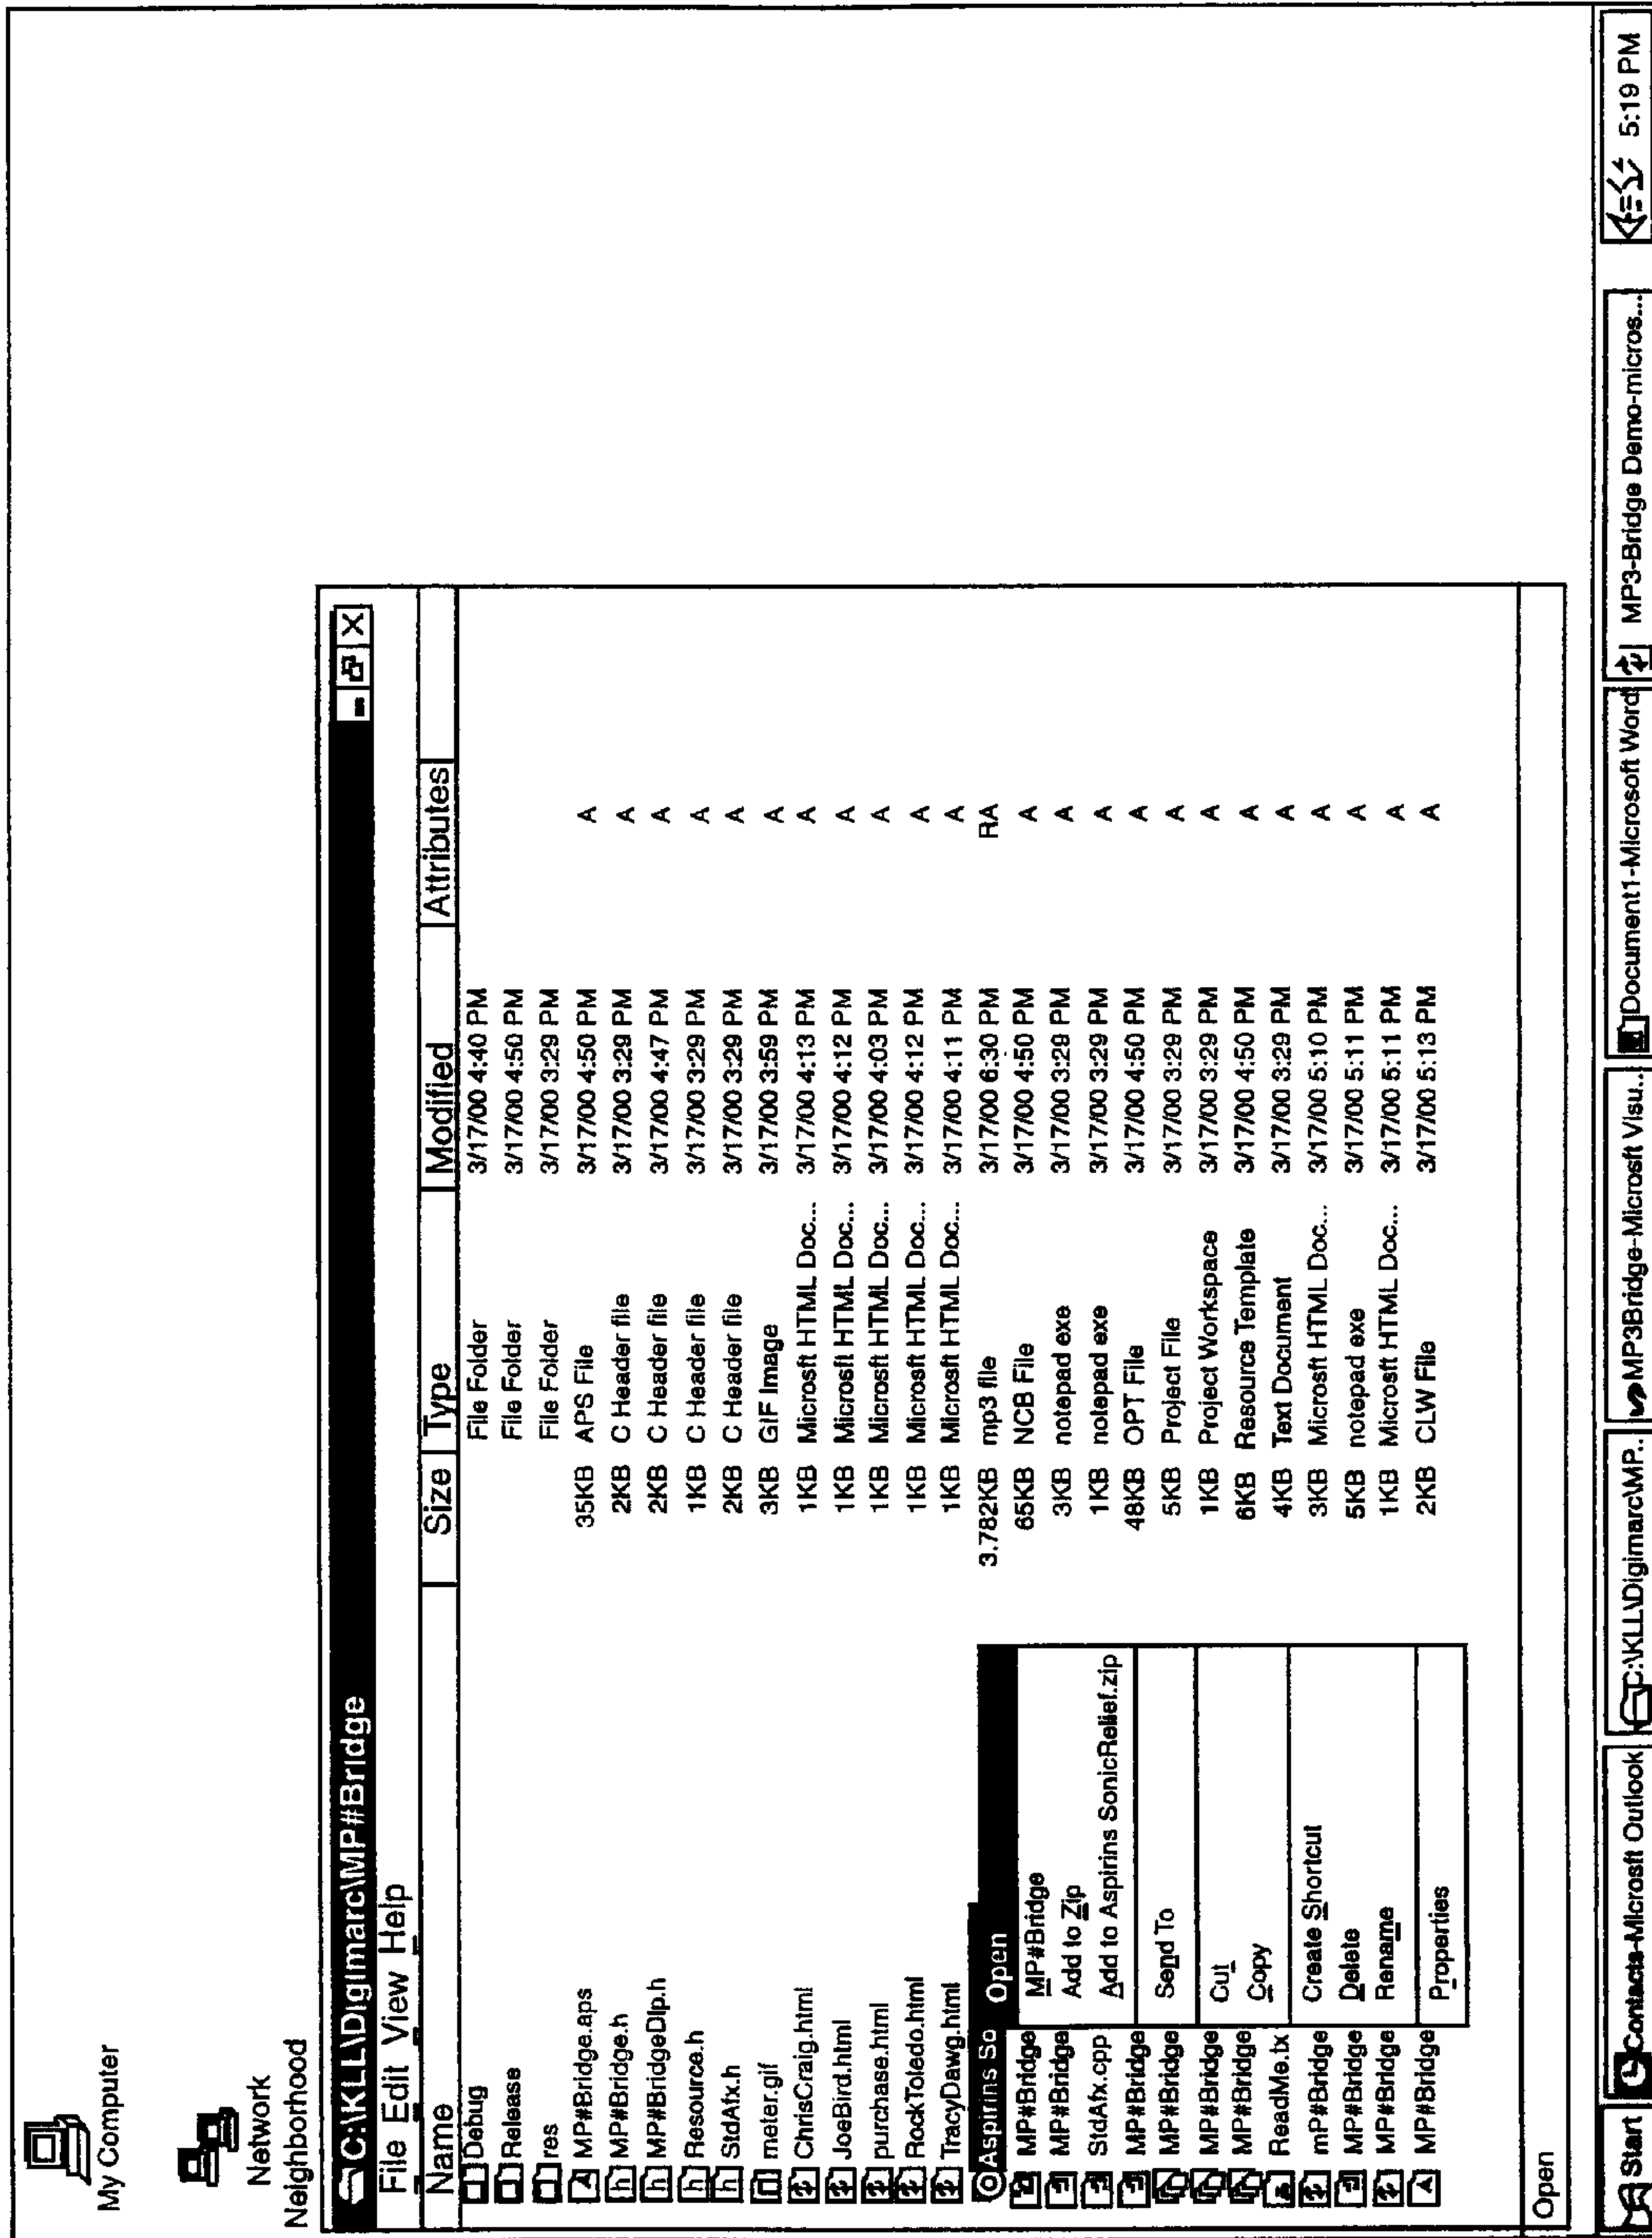 My Computer
Network
Neighborhood
C:\KLL\Digimarc\MP#Bridge
File Edit View Help
Name Size Type Modified Attributes
Debug File Folder 3/17/00 4:40 PM
Release File Folder 3/17/00 4:50 PM
res File Folder 3/17/00 3:29 PM
MP#Bridge.aps 35KB APS File 3/17/00 4:50 PM A
MP#Bridge.h 2KB C Header file 3/17/00 3:29 PM A
MP#BridgeDlp.h 2KB C Header file 3/17/00 4:47 PM A
Resource.h 1KB C Header file 3/17/00 3:29 PM A
StdAfx.h 2KB C Header file 3/17/00 3:29 PM A
meter.gif 3KB GIF Image 3/17/00 3:59 PM A
ChrisCraig.html 1KB Microsft HTML Doc... 3/17/00 4:13 PM A
JoeBird.html 1KB Microsft HTML Doc... 3/17/00 4:12 PM A
purchase.html 1KB Microsft HTML Doc... 3/17/00 4:03 PM A
RockToledo.html 1KB Microsft HTML Doc... 3/17/00 4:12 PM A
TracyDawg.html 1KB Microsft HTML Doc... 3/17/00 4:11 PM A
Aspirins So Open 3.782KB mp3 file 3/17/00 6:30 PM RA
MP#Bridge MP#Bridge 65KB NCB File 3/17/00 4:50 PM A
MP#Bridge Add to Zip 3KB notepad exe 3/17/00 3:29 PM A
StdAfx.cpp Add to Aspirins SonicRelief.zip 1KB notepad exe 3/17/00 3:29 PM A
MP#Bridge 48KB OPT File 3/17/00 4:50 PM A
MP#Bridge Send To 5KB Project File 3/17/00 3:29 PM A
MP#Bridge Cut 1KB Project Workspace 3/17/00 3:29 PM A
MP#Bridge Copy 6KB Resource Template 3/17/00 4:50 PM A
ReadMe.tx 4KB Text Document 3/17/00 3:29 PM A
mP#Bridge Create Shortcut 3KB Microsft HTML Doc... 3/17/00 5:10 PM A
MP#Bridge Delete 5KB notepad exe 3/17/00 5:11 PM A
MP#Bridge Rename 1KB Microsft HTML Doc... 3/17/00 5:11 PM A
MP#Bridge Properties 2KB CLW File 3/17/00 5:13 PM A
Open
Start Contacts-Microsft Outlook C:\KLL\Digimarc\MP. MP3Bridge-Microsft Visu.. Document1-Microsoft Word MP3-Bridge Demo-micros... 5:19 PM